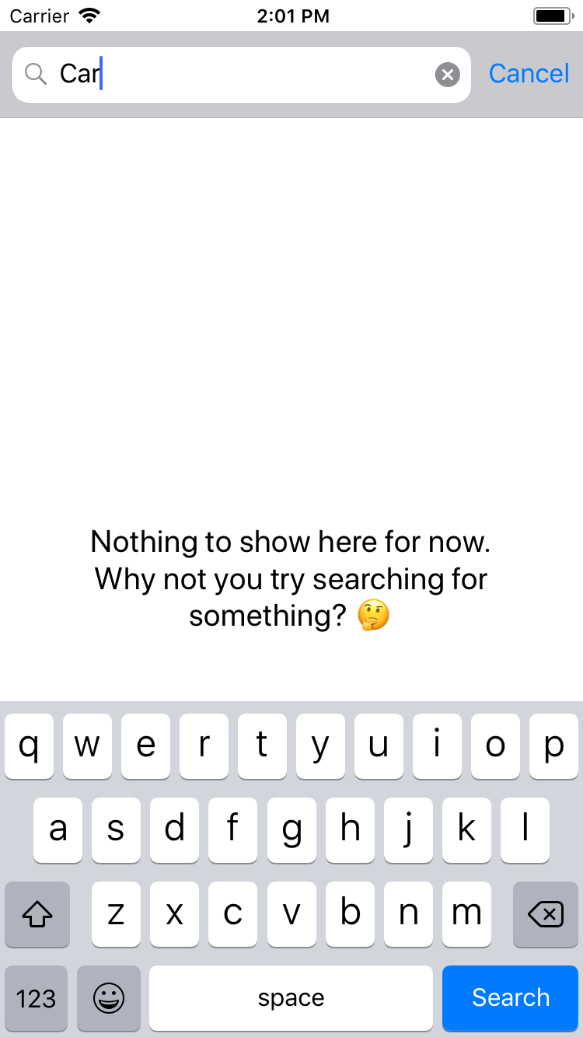 Carrier 2:01 PM
Car Cancel
Nothing to show here for now.
Why not you try searching for
something? 🤔
q w e r t y u i o p
a s d f g h j k l
z x c v b n m
123 space Search